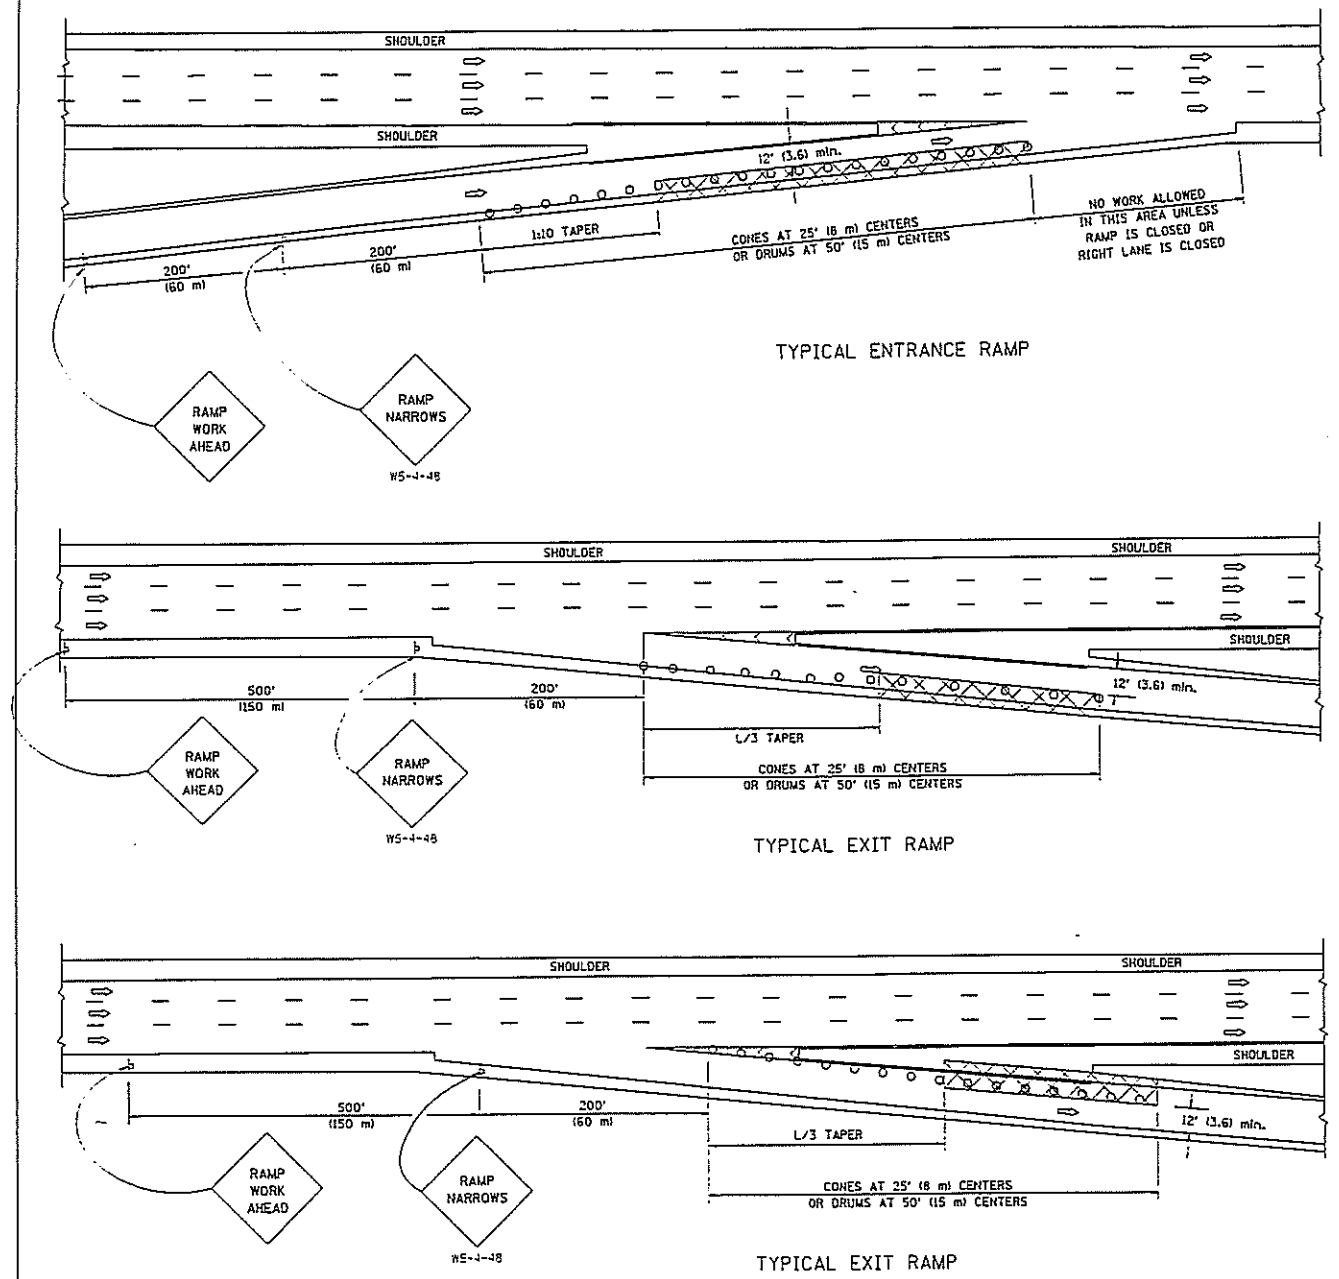 SHOULDER
SHOULDER
12' (3.6) min.
1:10 TAPER
CONES AT 25' (8 m) CENTERS
OR DRUMS AT 50' (15 m) CENTERS
NO WORK ALLOWED
IN THIS AREA UNLESS
RAMP IS CLOSED OR
RIGHT LANE IS CLOSED
200'
(60 m)
200'
(60 m)
TYPICAL ENTRANCE RAMP
RAMP
WORK
AHEAD
RAMP
NARROWS
W5-4-48
SHOULDER
SHOULDER
SHOULDER
12' (3.6) min.
500'
(150 m)
200'
(60 m)
L/3 TAPER
CONES AT 25' (8 m) CENTERS
OR DRUMS AT 50' (15 m) CENTERS
RAMP
WORK
AHEAD
RAMP
NARROWS
W5-4-48
TYPICAL EXIT RAMP
SHOULDER
SHOULDER
SHOULDER
12' (3.6) min.
500'
(150 m)
200'
(60 m)
L/3 TAPER
CONES AT 25' (8 m) CENTERS
OR DRUMS AT 50' (15 m) CENTERS
RAMP
WORK
AHEAD
RAMP
NARROWS
W5-4-48
TYPICAL EXIT RAMP